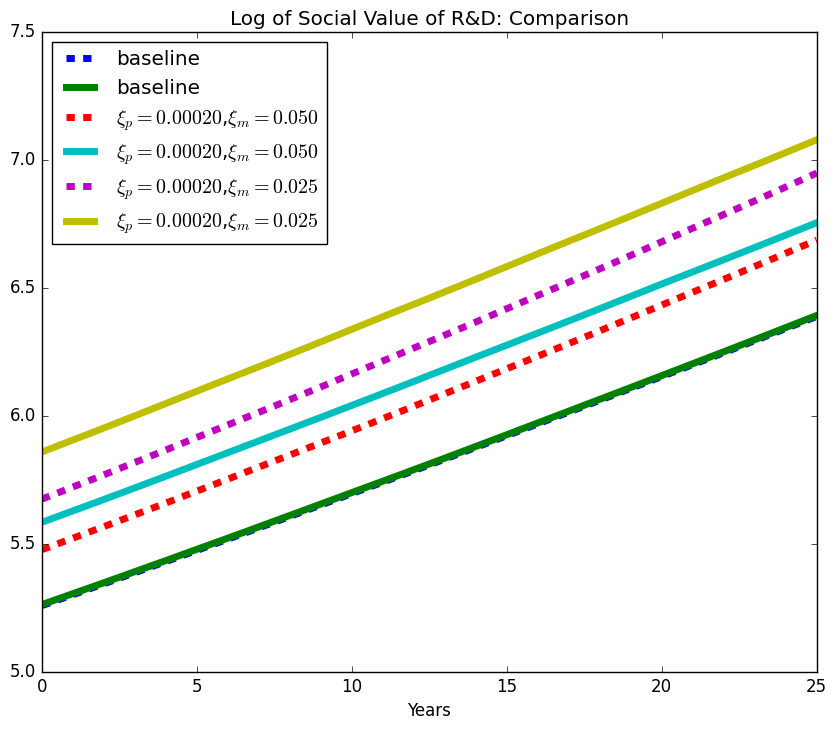 Log of Social Value of R&D: Comparison
7.5
7.0
6.5
6.0
5.5
5.0
baseline
baseline
ξp = 0.00020,ξm = 0.050
ξp = 0.00020,ξm = 0.050
ξp = 0.00020,ξm = 0.025
ξp = 0.00020,ξm = 0.025
0 5 10 15 20 25
Years